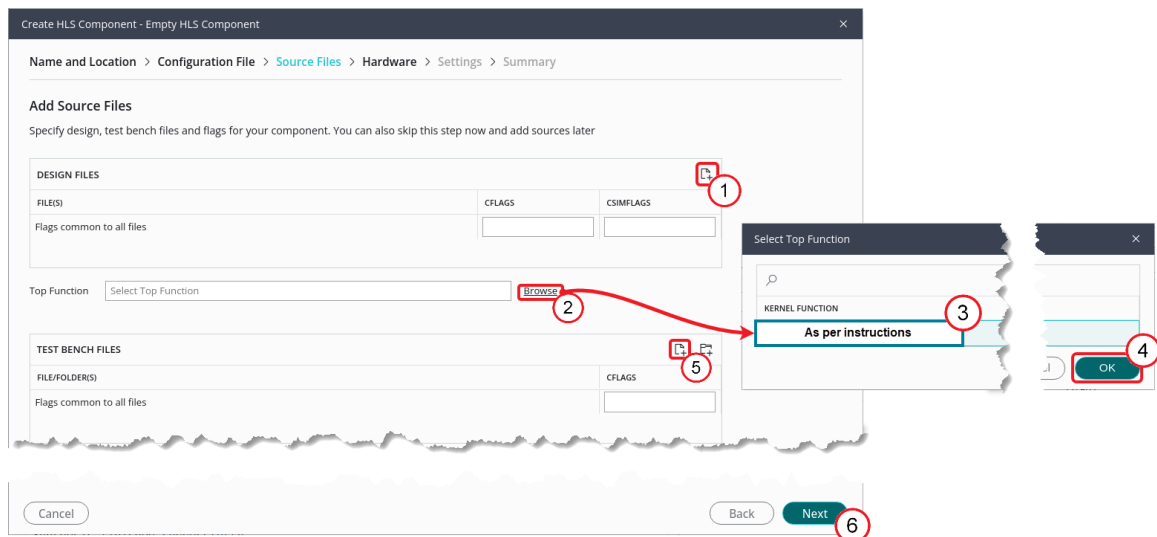 Create HLS Component - Empty HLS Component
Name and Location > Configuration File > Source Files > Hardware > Settings > Summary
Add Source Files
Specify design, test bench files and flags for your component. You can also skip this step now and add sources later
DESIGN FILES
1
FILE(S) CFLAGS CSIMFLAGS
Flags common to all files
Top Function Select Top Function Browse
2
Select Top Function
KERNEL FUNCTION
3
As per instructions
4
OK
TEST BENCH FILES
5
FILE/FOLDER(S) CFLAGS
Flags common to all files
Cancel Back Next
6